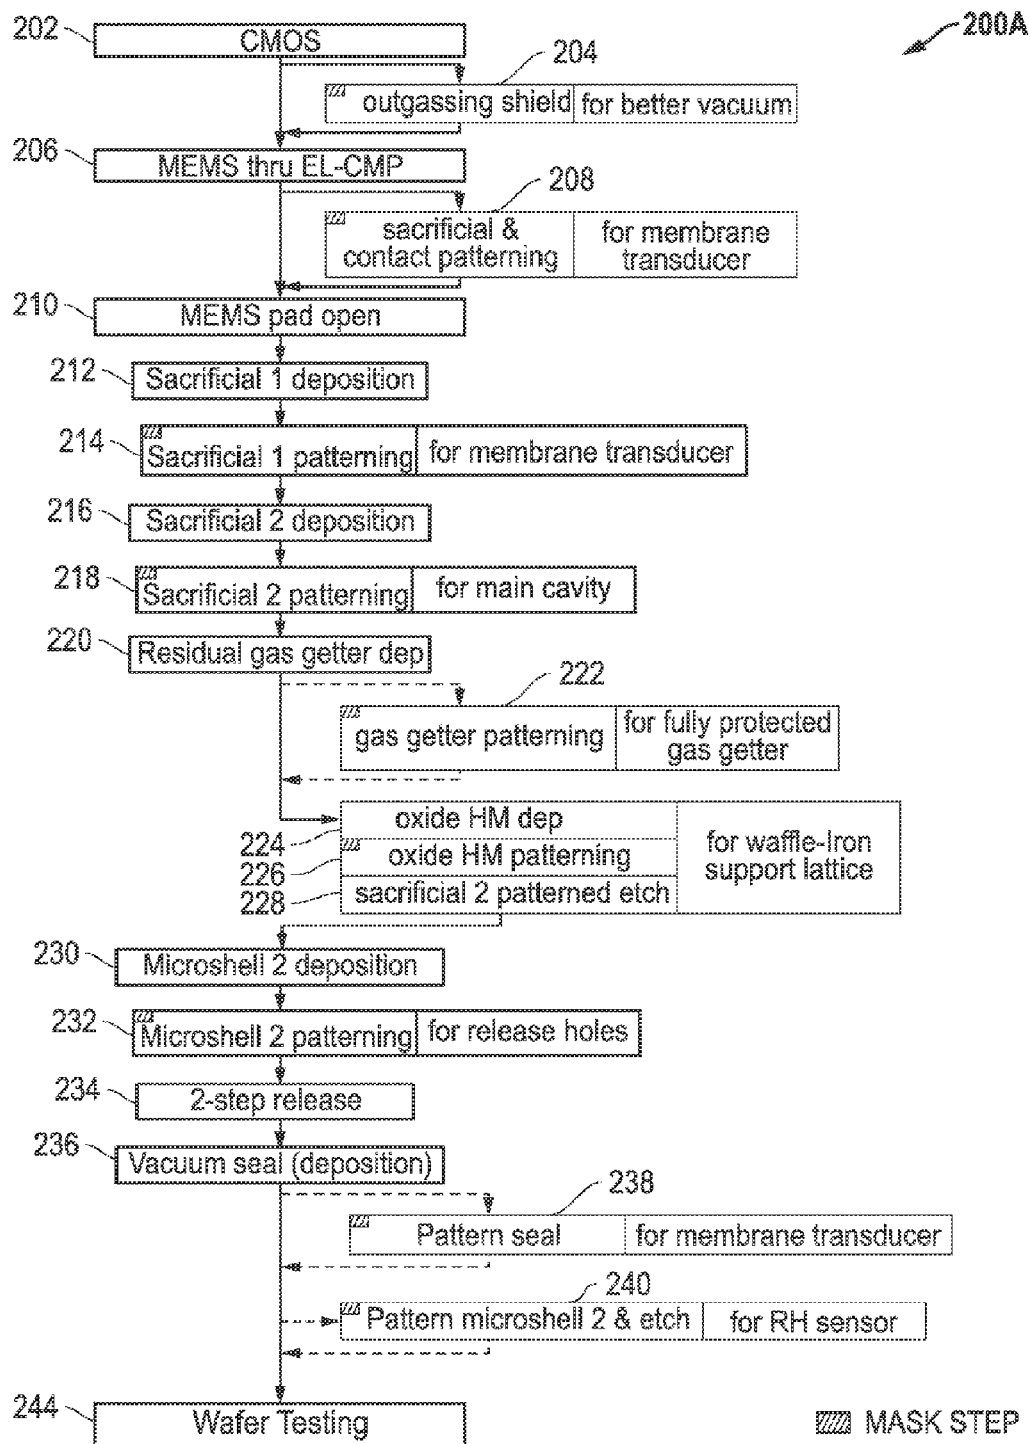 200A
202
CMOS
204
outgassing shield for better vacuum
206
MEMS thru EL-CMP
208
sacrificial &
contact patterning
for membrane
transducer
210
MEMS pad open
212
Sacrificial 1 deposition
214
Sacrificial 1 patterning for membrane transducer
216
Sacrificial 2 deposition
218
Sacrificial 2 patterning for main cavity
220
Residual gas getter dep
222
gas getter patterning
for fully protected
gas getter
224
oxide HM dep
226
oxide HM patterning
228
sacrificial 2 patterned etch
for waffle-Iron
support lattice
230
Microshell 2 deposition
232
Microshell 2 patterning for release holes
234
2-step release
236
Vacuum seal (deposition)
238
Pattern seal for membrane transducer
240
Pattern microshell 2 & etch for RH sensor
244
Wafer Testing
MASK STEP